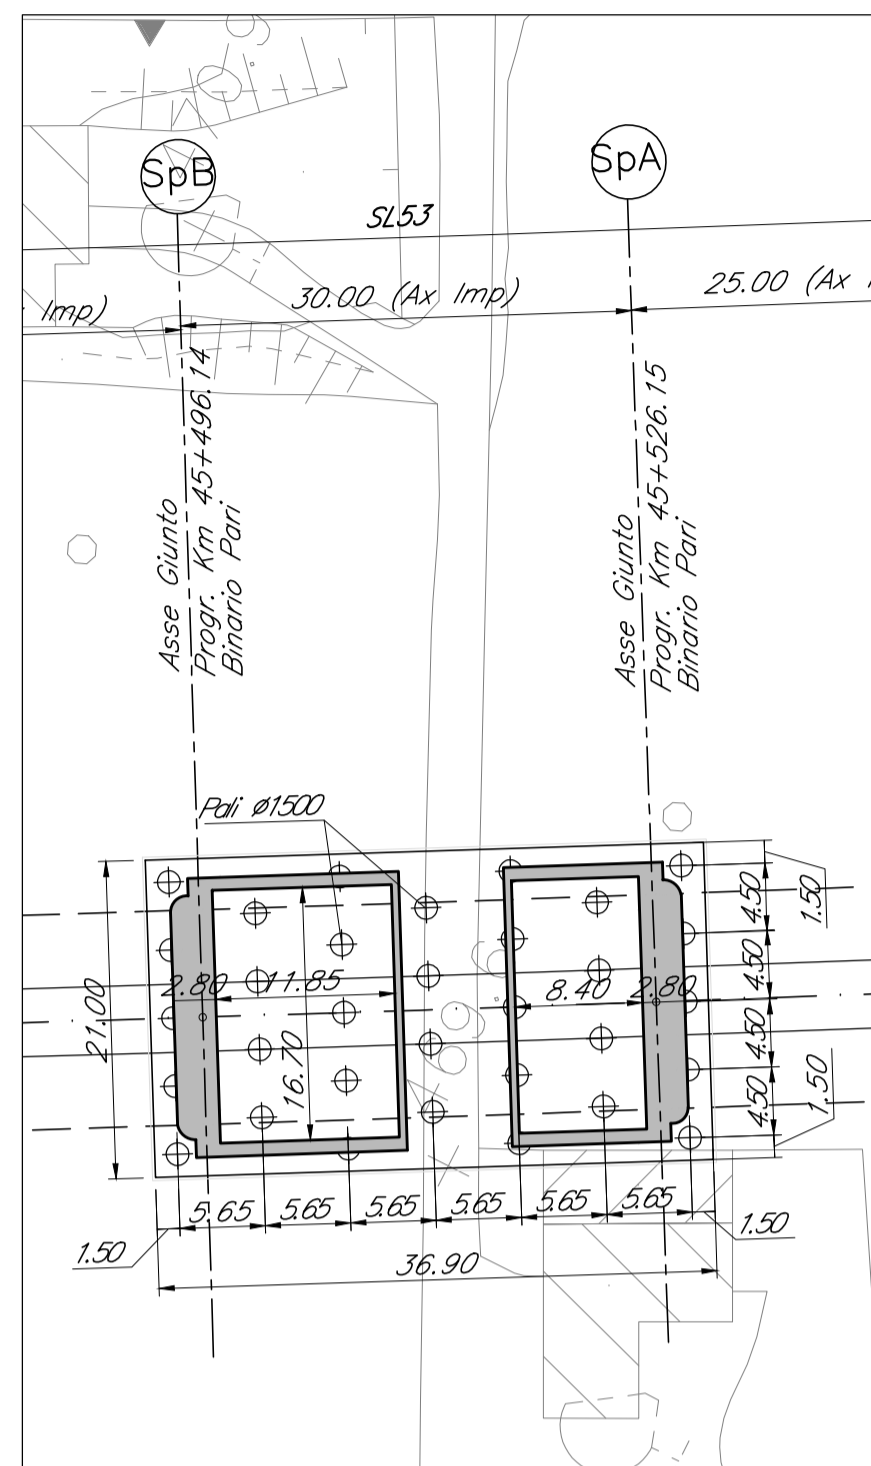 SpB
SpA
SL53
Imp)
30.00 (Ax Imp)
25.00 (Ax
Asse Giunto
Progr. Km 45+496.14
Binario Pari
Asse Giunto
Progr. Km 45+526.15
Binario Pari
Pali ø1500
1.50
4.50
4.50
4.50
4.50
1.50
21.00
2.80
11.85
16.70
8.40
2.80
5.65
5.65
5.65
5.65
5.65
5.65
1.50
1.50
36.90